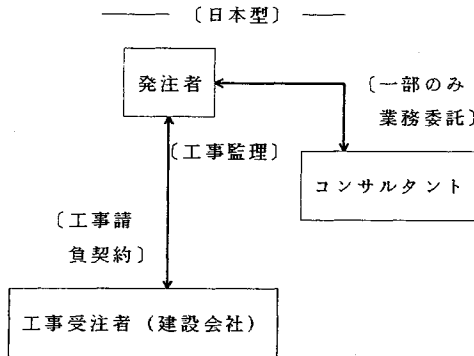 〔日本型〕
発注者
〔一部のみ
業務委託〕
〔工事監理〕
コンサルタント
〔工事請
負契約〕
工事受注者（建設会社）